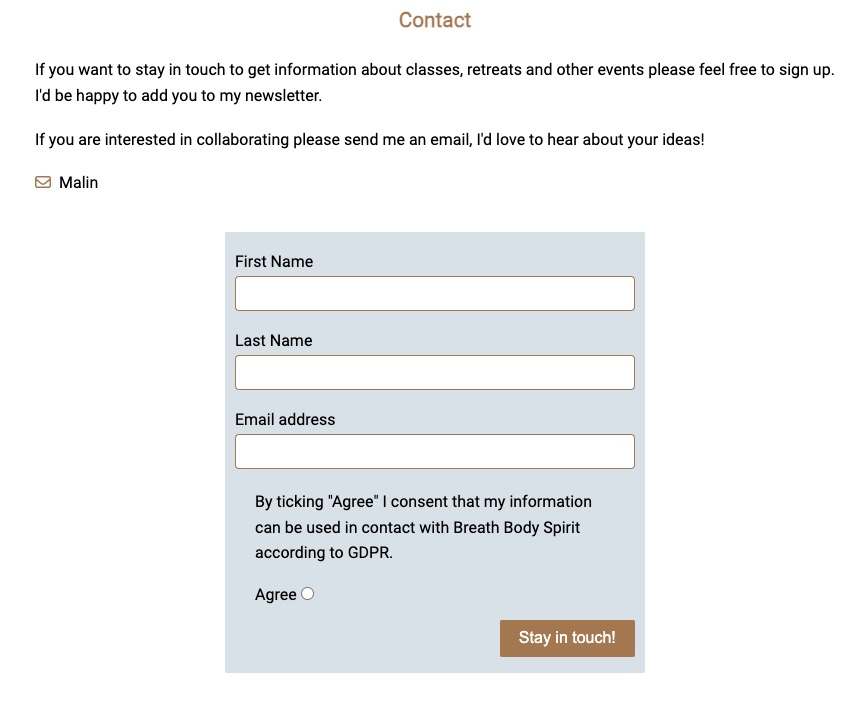 Contact
If you want to stay in touch to get information about classes, retreats and other events please feel free to sign up.
I'd be happy to add you to my newsletter.
If you are interested in collaborating please send me an email, I'd love to hear about your ideas!
Malin
First Name
Last Name
Email address
By ticking "Agree" I consent that my information
can be used in contact with Breath Body Spirit
according to GDPR.
Agree
Stay in touch!